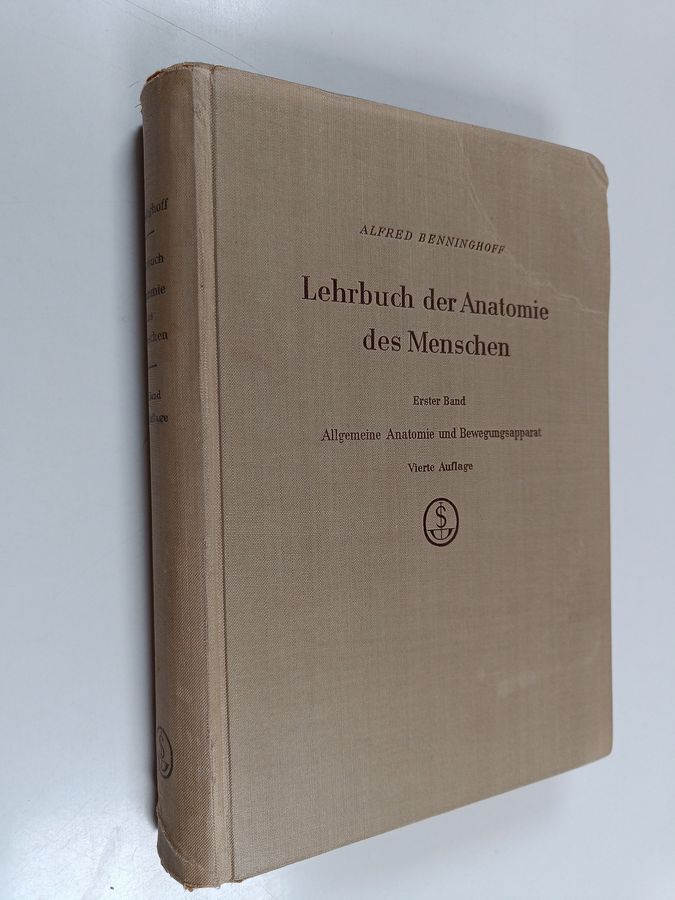 ALFRED BENNINGHOFF
Lehrbuch der Anatomie
des Menschen
Erster Band
Allgemeine Anatomie und Bewegungsapparat
Vierte Auflage